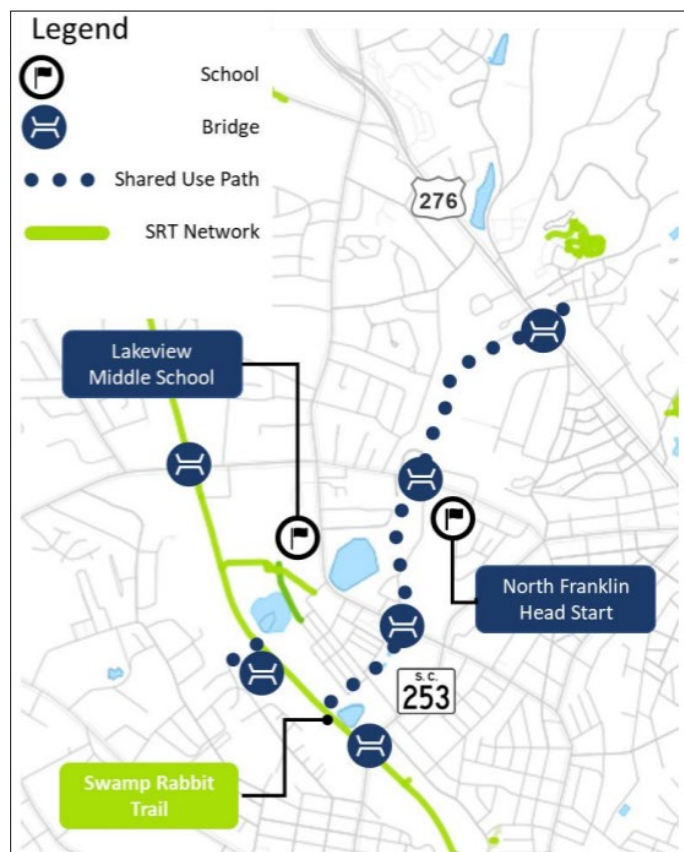 Legend
School
Bridge
Shared Use Path
SRT Network
276
Lakeview
Middle School
North Franklin
Head Start
S. C.
253
Swamp Rabbit
Trail